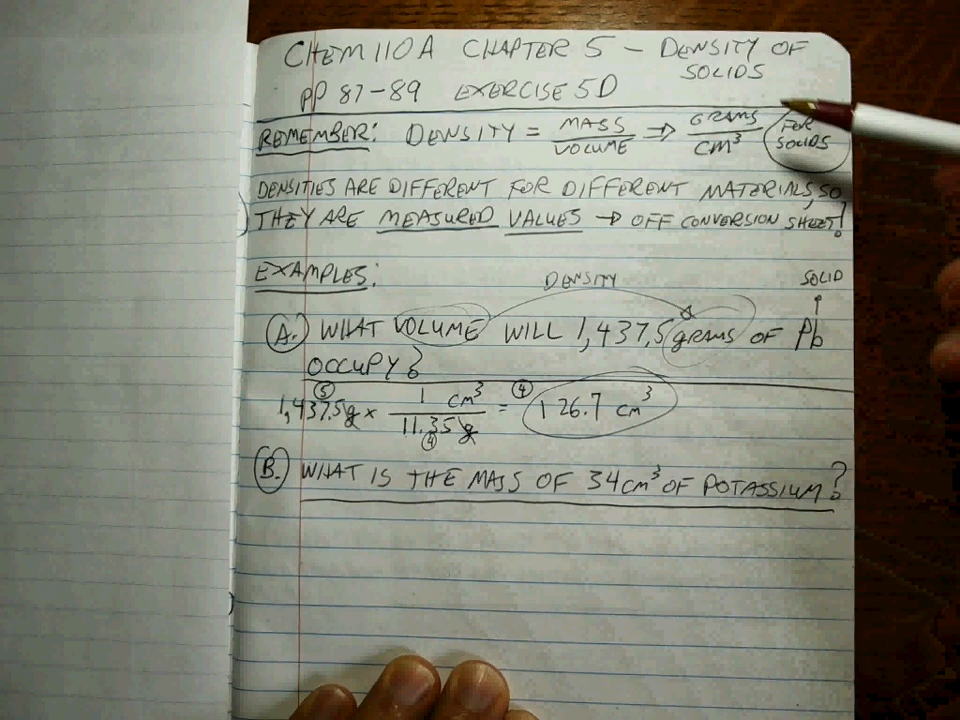 CHEM 110A CHAPTER 5 – DENSITY OF SOLIDS
PP 87-89 EXERCISE 5D
REMEMBER: DENSITY = MASS/VOLUME ⇒ GRAMS/CM³ FOR SOLIDS
DENSITIES ARE DIFFERENT FOR DIFFERENT MATERIALS, SO
THEY ARE MEASURED VALUES → OFF CONVERSION SHEET!
EXAMPLES: DENSITY SOLID
A. WHAT VOLUME WILL 1,437.5 grams OF Pb
OCCUPY?
1,437.5g ⑤ × 1 cm³/11.35g ④ = ④ 126.7 cm³
B. WHAT IS THE MASS OF 34 cm³ OF POTASSIUM?